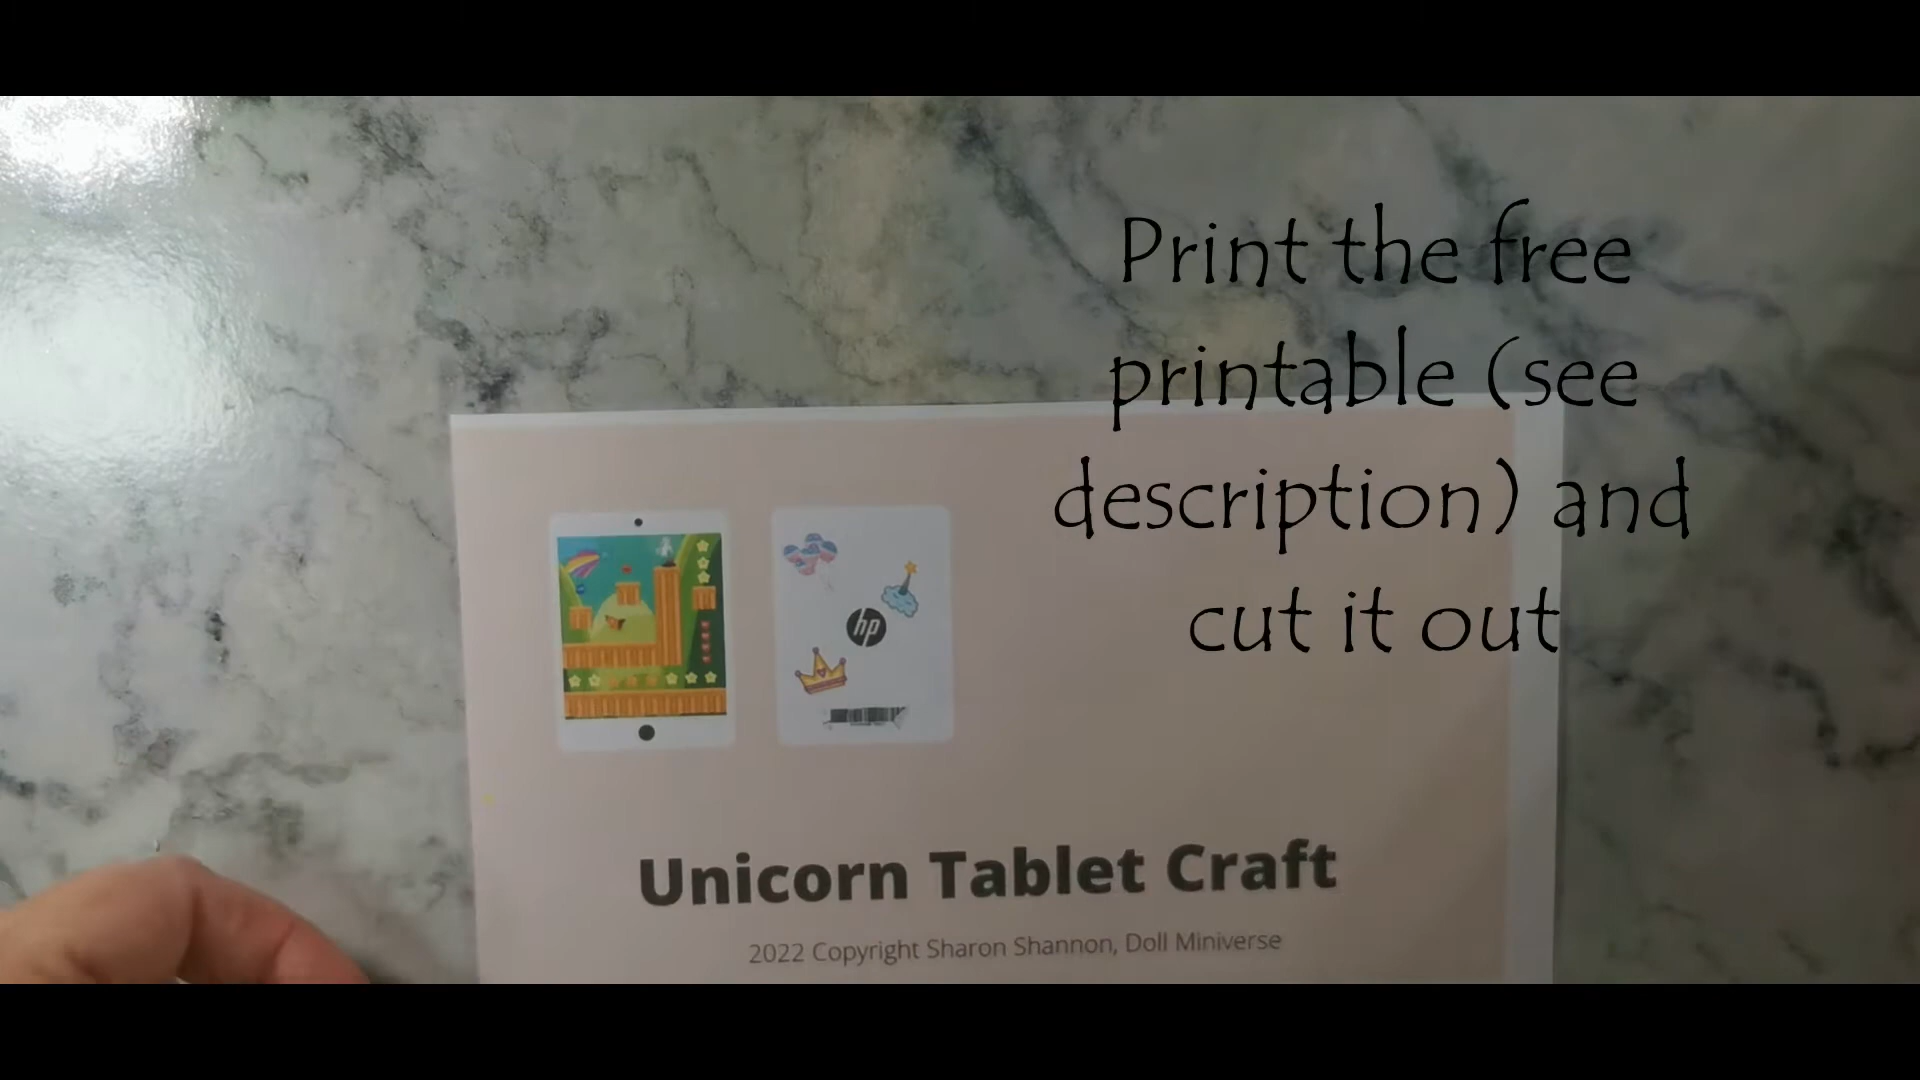 Print the free
printable (see
description) and
cut it out
hp
Unicorn Tablet Craft
2022 Copyright Sharon Shannon, Doll Miniverse